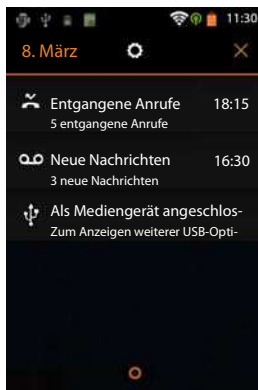 11:30
8. März
Entgangene Anrufe 18:15
5 entgangene Anrufe
Neue Nachrichten 16:30
3 neue Nachrichten
Als Mediengerät angeschlos-
Zum Anzeigen weiterer USB-Opti-